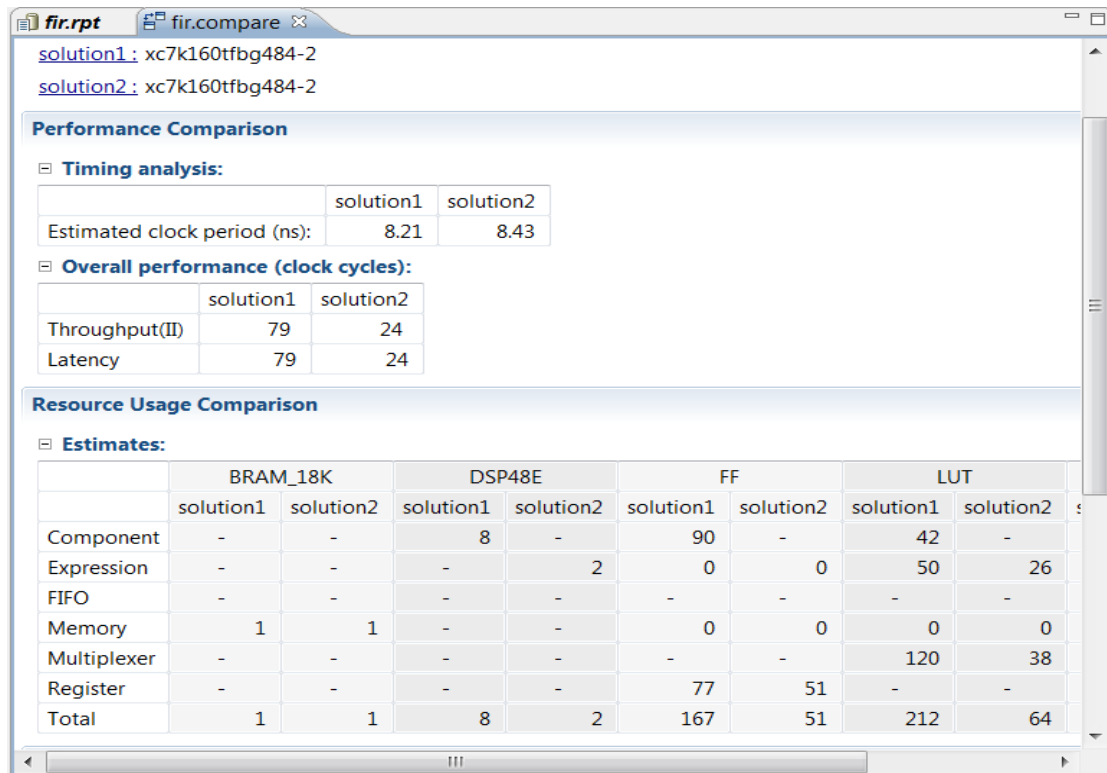 fir.rpt fir.compare
solution1 : xc7k160tfbg484-2
solution2 : xc7k160tfbg484-2
Performance Comparison
Timing analysis:
solution1 solution2
Estimated clock period (ns): 8.21 8.43
Overall performance (clock cycles):
solution1 solution2
Throughput(II) 79 24
Latency 79 24
Resource Usage Comparison
Estimates:
BRAM_18K DSP48E FF LUT
solution1 solution2 solution1 solution2 solution1 solution2 solution1 solution2 s
Component - - 8 - 90 - 42 -
Expression - - - 2 0 0 50 26
FIFO - - - - - - - -
Memory 1 1 - - 0 0 0 0
Multiplexer - - - - - - 120 38
Register - - - - 77 51 - -
Total 1 1 8 2 167 51 212 64